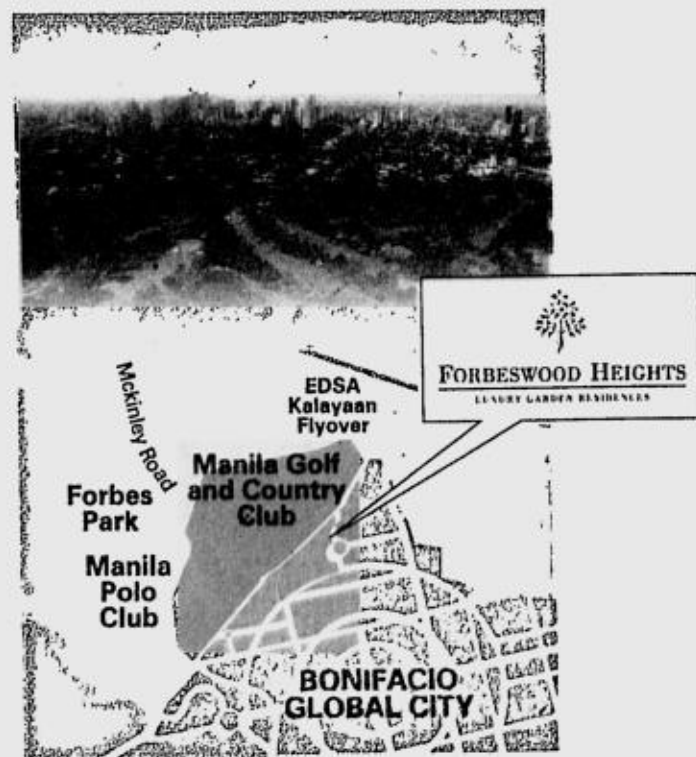 FORBESWOOD HEIGHTS
LUXURY GARDEN RESIDENCES
EDSA
Kalayaan
Flyover
Mckinley Road
Manila Golf
and Country
Club
Forbes
Park
Manila
Polo
Club
BONIFACIO
GLOBAL CITY